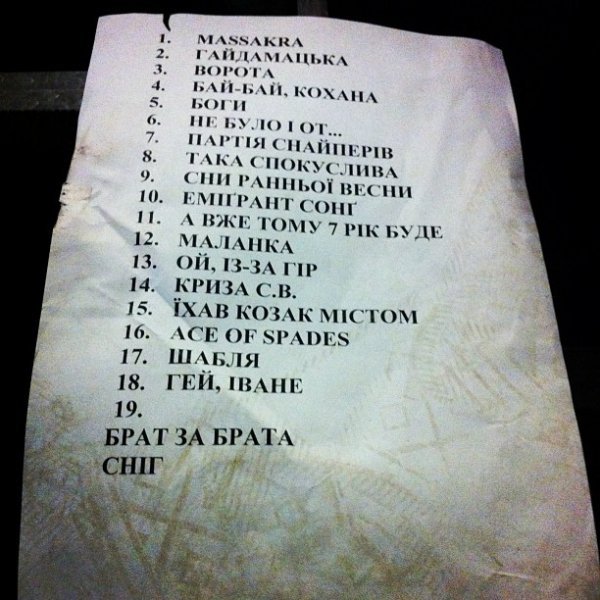 1. MASSAKRA
2. ГАЙДАМАЦЬКА
3. ВОРОТА
4. БАЙ-БАЙ, КОХАНА
5. БОГИ
6. НЕ БУЛО І ОТ...
7. ПАРТІЯ СНАЙПЕРІВ
8. ТАКА СПОКУСЛИВА
9. СНИ РАННЬОЇ ВЕСНИ
10. ЕМІҐРАНТ СОНҐ
11. А ВЖЕ ТОМУ 7 РІК БУДЕ
12. МАЛАНКА
13. ОЙ, ІЗ-ЗА ГІР
14. КРИЗА С.В.
15. ЇХАВ КОЗАК МІСТОМ
16. ACE OF SPADES
17. ШАБЛЯ
18. ГЕЙ, ІВАНЕ
19.
БРАТ ЗА БРАТА
СНІГ